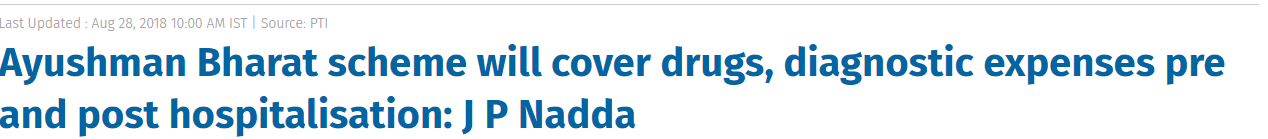 Last Updated : Aug 28, 2018 10:00 AM IST | Source: PTI
Ayushman Bharat scheme will cover drugs, diagnostic expenses pre
and post hospitalisation: J P Nadda